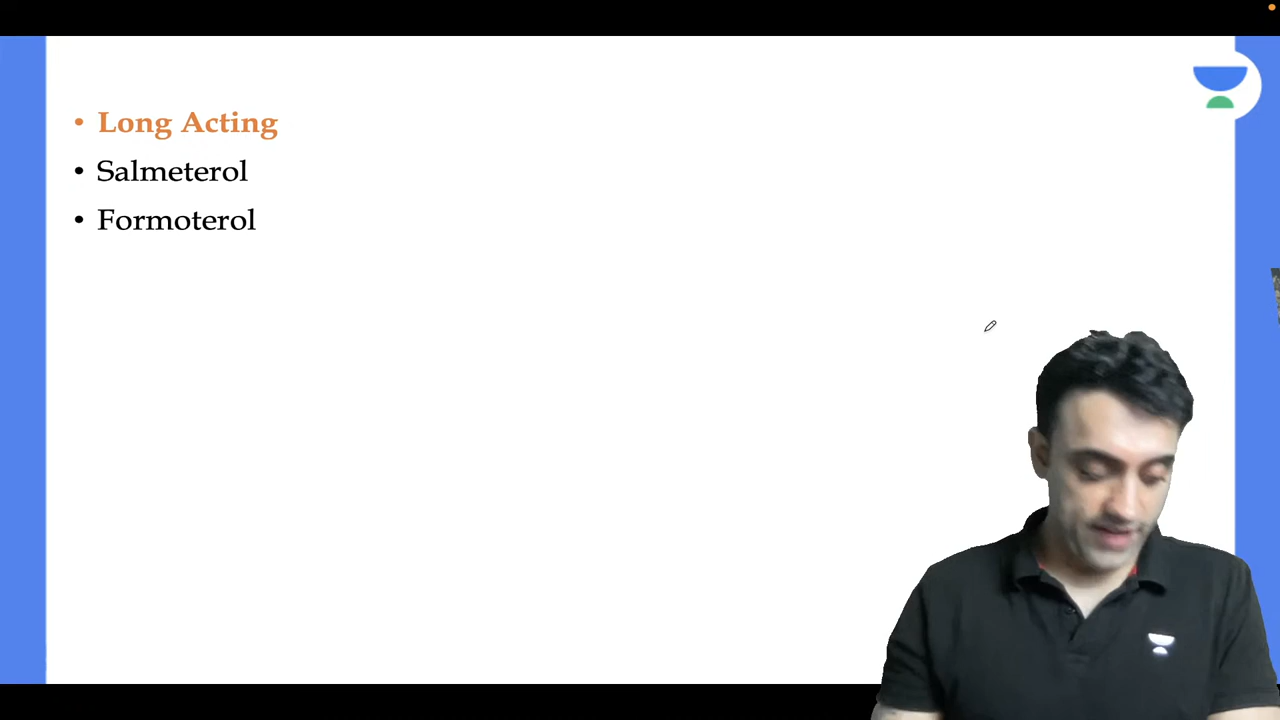 • Long Acting
• Salmeterol
• Formoterol